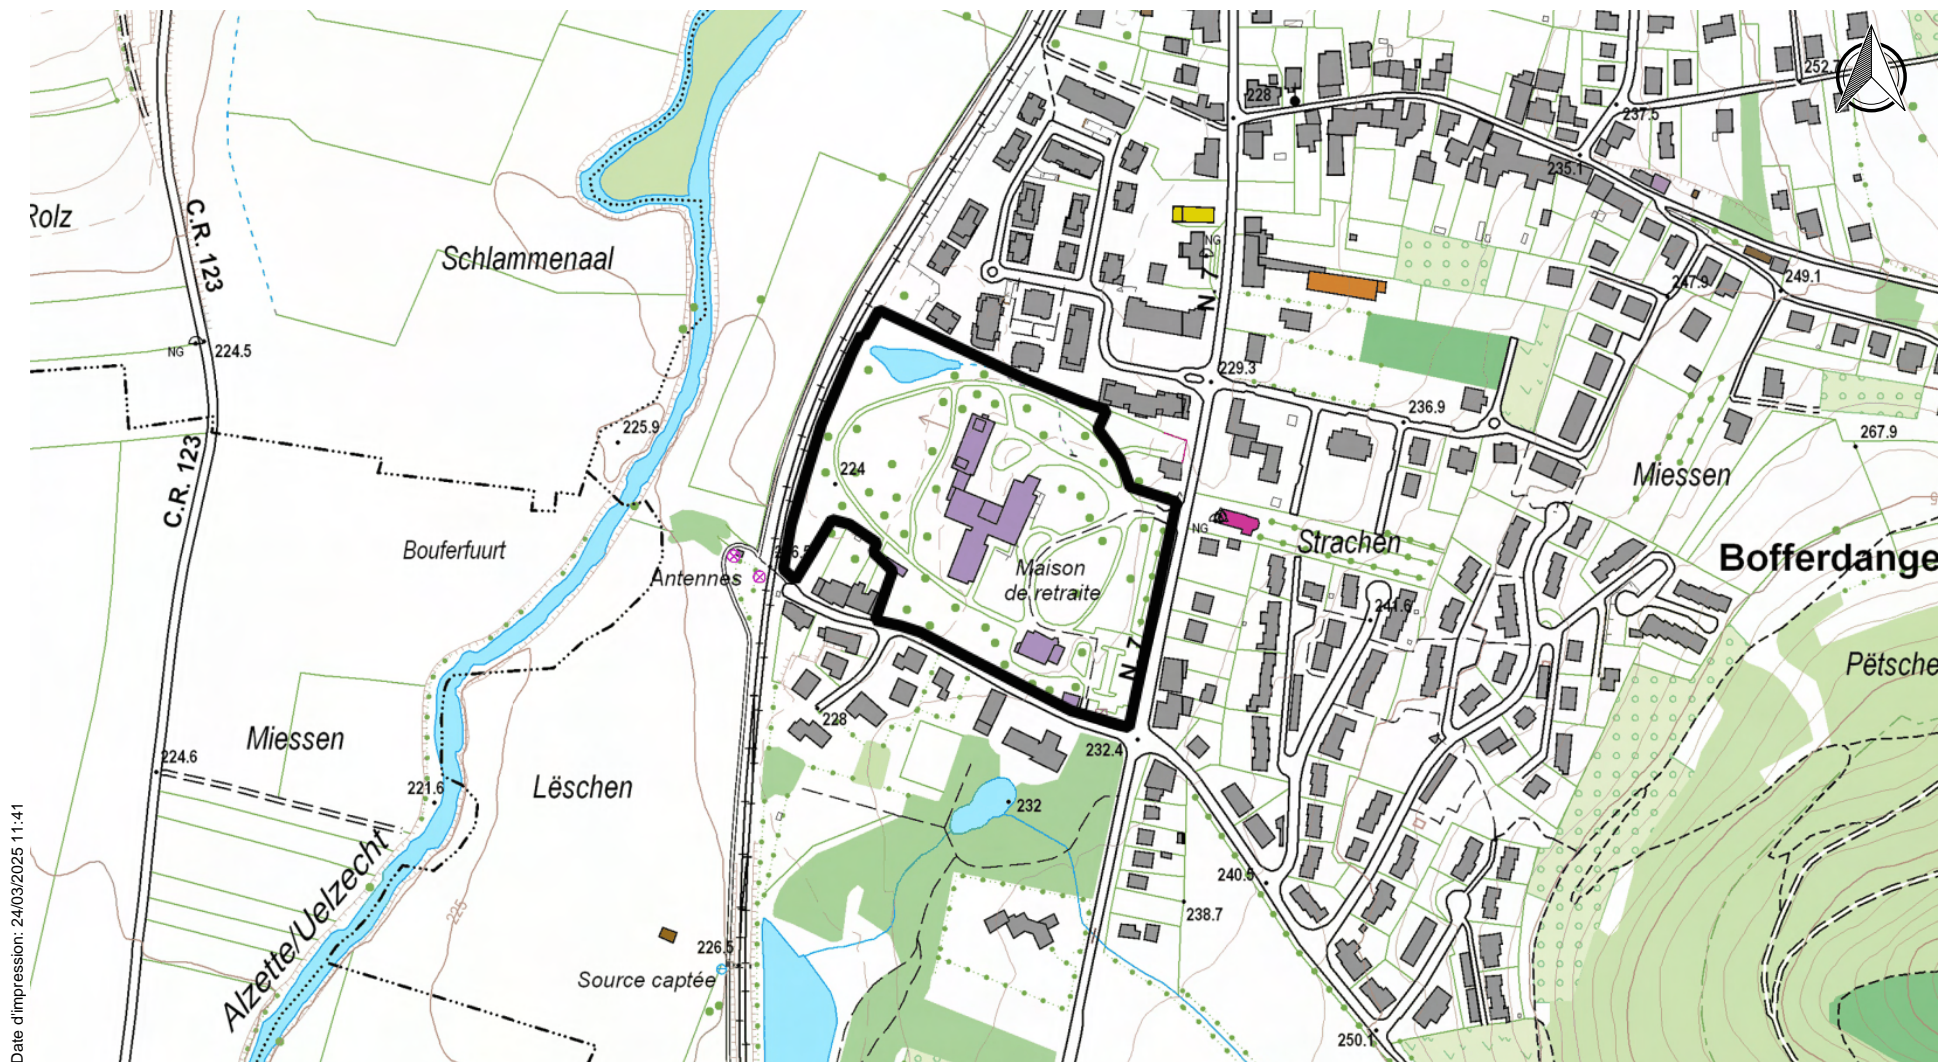 252.
228
237.5
235.1
Rolz
C.R. 123
Schlammenaal
NG
N 7
247.9
249.1
NG
224.5
229.3
236.9
225.9
267.9
C.R. 123
224
Miessen
Bouferfuurt
NG
Strachen
Bofferdange
Antennes
Maison
de retraite
241.6
N 7
Pëtsche
228
Miessen
232.4
224.6
221.6
Lëschen
232
240.5
238.7
225
Alzette/Uelzecht
226.5
Source captée
250.1
Date d'impression: 24/03/2025 11:41